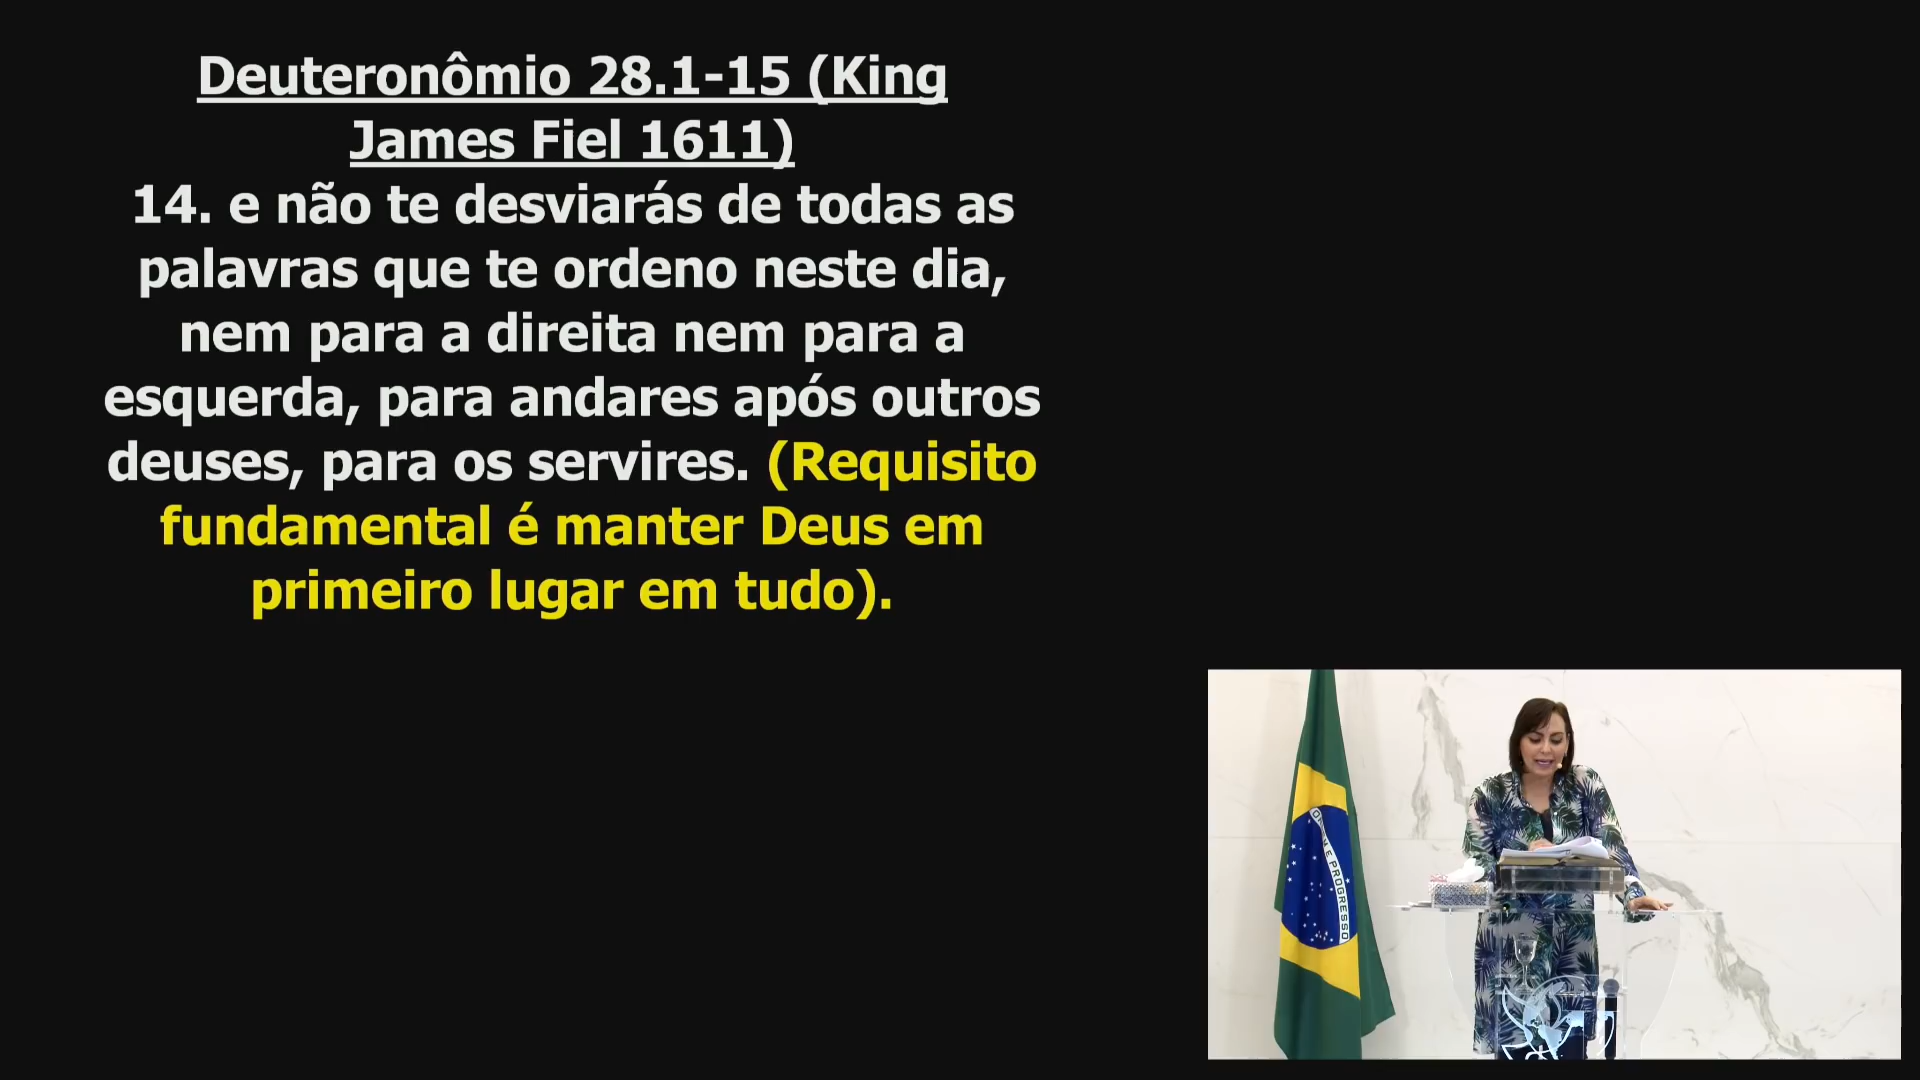 Deuteronômio 28.1-15 (King
James Fiel 1611)
14. e não te desviarás de todas as
palavras que te ordeno neste dia,
nem para a direita nem para a
esquerda, para andares após outros
deuses, para os servires. (Requisito
fundamental é manter Deus em
primeiro lugar em tudo).
E PROGRESSO